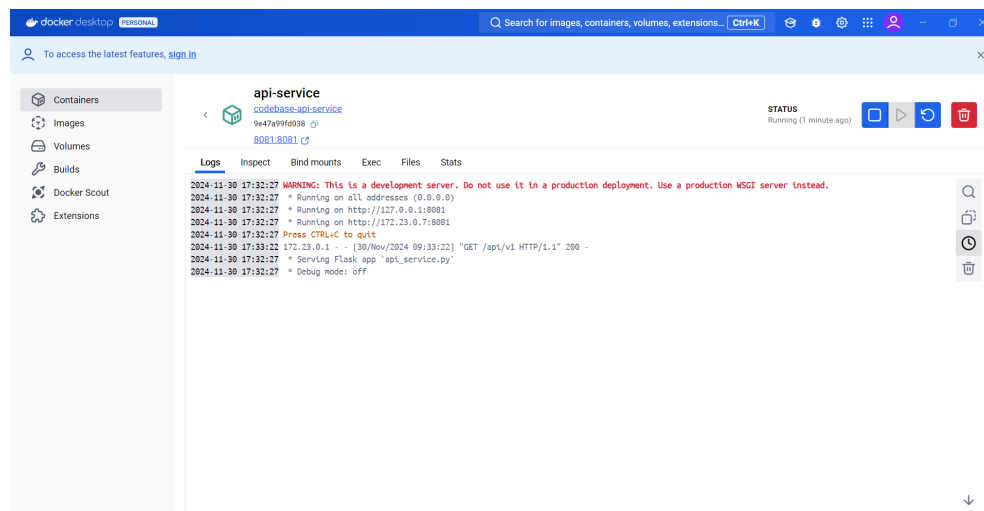 docker desktop PERSONAL
Search for images, containers, volumes, extensions... Ctrl+K
To access the latest features, sign in
Containers
Images
Volumes
Builds
Docker Scout
Extensions
api-service
codebase-api-service
9e47a99fd038
8081:8081
STATUS
Running (1 minute ago)
Logs Inspect Bind mounts Exec Files Stats
2024-11-30 17:32:27 WARNING: This is a development server. Do not use it in a production deployment. Use a production WSGI server instead.
2024-11-30 17:32:27 * Running on all addresses (0.0.0.0)
2024-11-30 17:32:27 * Running on http://127.0.0.1:8081
2024-11-30 17:32:27 * Running on http://172.23.0.7:8081
2024-11-30 17:32:27 Press CTRL+C to quit
2024-11-30 17:33:22 172.23.0.1 - - [30/Nov/2024 09:33:22] "GET /api/v1 HTTP/1.1" 200 -
2024-11-30 17:32:27 * Serving Flask app 'api_service.py'
2024-11-30 17:32:27 * Debug mode: off